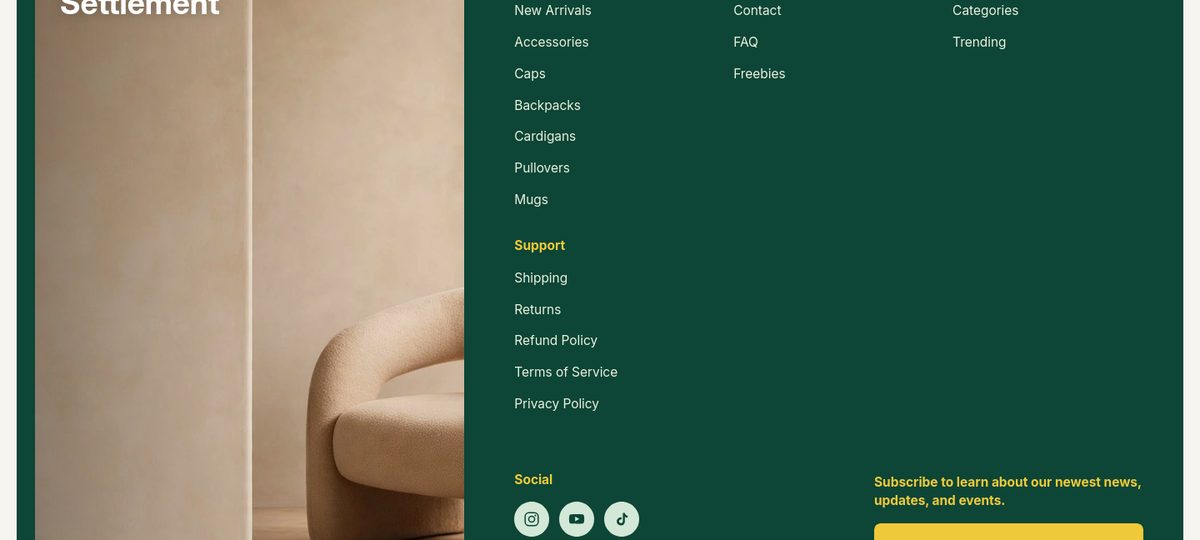 Settlement
New Arrivals
Accessories
Caps
Backpacks
Cardigans
Pullovers
Mugs
Contact
FAQ
Freebies
Categories
Trending
Support
Shipping
Returns
Refund Policy
Terms of Service
Privacy Policy
Social
Subscribe to learn about our newest news,
updates, and events.